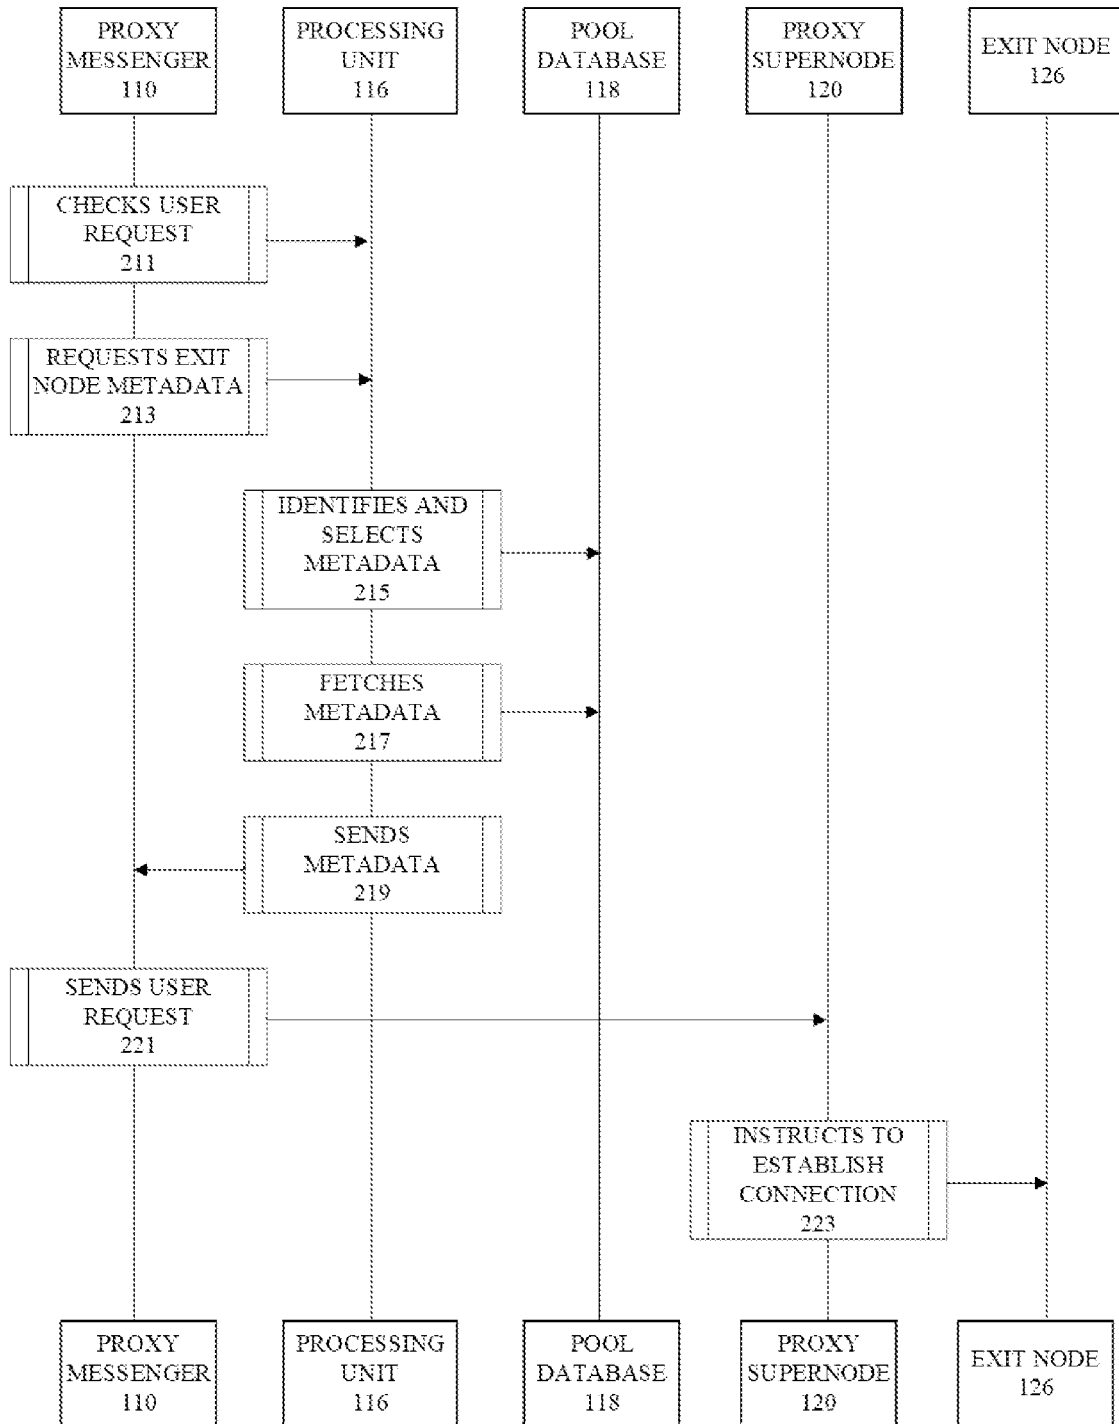 PROXY
MESSENGER
110
PROCESSING
UNIT
116
POOL
DATABASE
118
PROXY
SUPERNODE
120
EXIT NODE
126
CHECKS USER
REQUEST
211
REQUESTS EXIT
NODE METADATA
213
IDENTIFIES AND
SELECTS
METADATA
215
FETCHES
METADATA
217
SENDS
METADATA
219
SENDS USER
REQUEST
221
INSTRUCTS TO
ESTABLISH
CONNECTION
223
PROXY
MESSENGER
110
PROCESSING
UNIT
116
POOL
DATABASE
118
PROXY
SUPERNODE
120
EXIT NODE
126